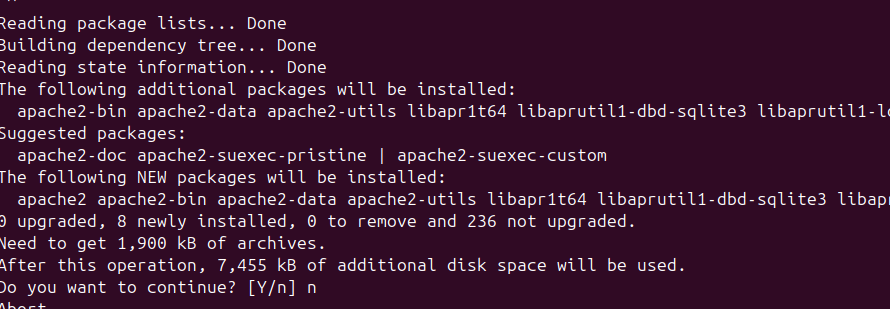 Reading package lists... Done
Building dependency tree... Done
Reading state information... Done
The following additional packages will be installed:
apache2-bin apache2-data apache2-utils libapr1t64 libaprutil1-dbd-sqlite3
Suggested packages:
apache2-doc apache2-suexec-pristine | apache2-suexec-custom
The following NEW packages will be installed:
apache2 apache2-bin apache2-data apache2-utils libapr1t64 libaprutil1-dbd-sqlite3
0 upgraded, 8 newly installed, 0 to remove and 236 not upgraded.
Need to get 1,900 kB of archives.
After this operation, 7,455 kB of additional disk space will be used.
Do you want to continue? [Y/n] n